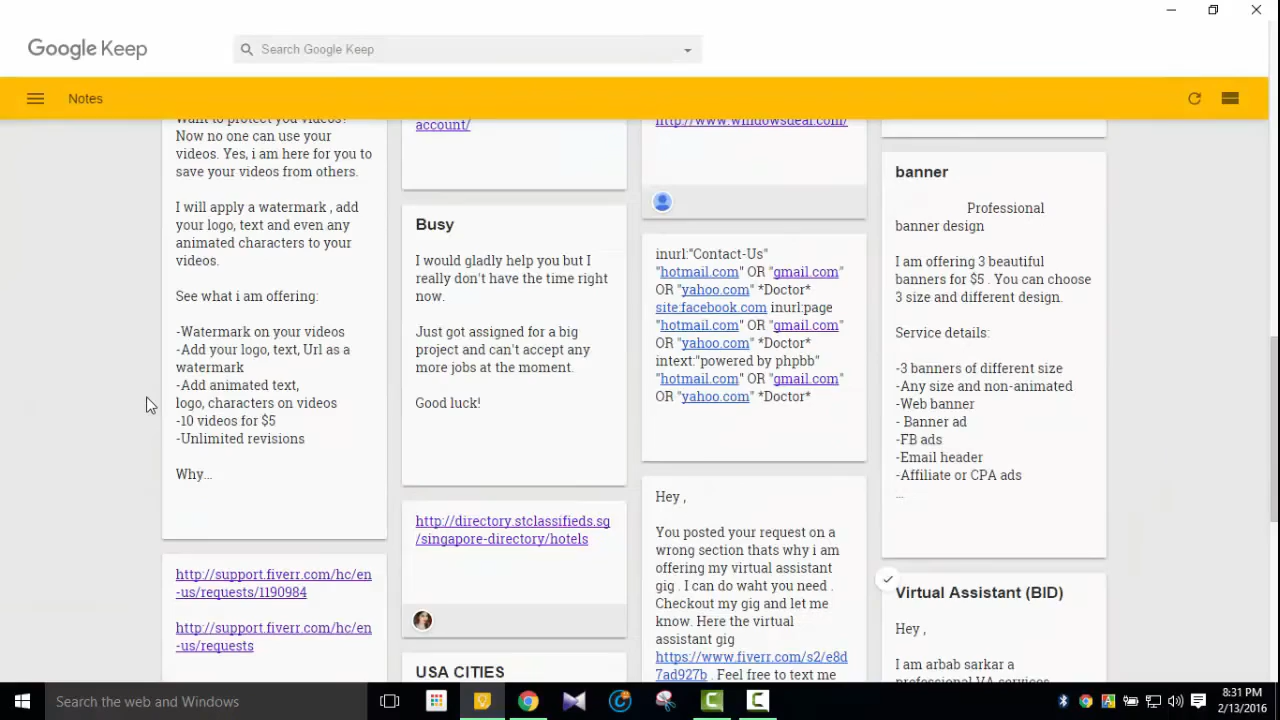 Google Keep
Search Google Keep
Notes
Want to protect you videos?
Now no one can use your
videos. Yes, i am here for you to
save your videos from others.
I will apply a watermark , add
your logo, text and even any
animated characters to your
videos.
See what i am offering:
-Watermark on your videos
-Add your logo, text, Url as a
watermark
-Add animated text,
logo, characters on videos
-10 videos for $5
-Unlimited revisions
Why...
http://support.fiverr.com/hc/en
-us/requests/1190984
http://support.fiverr.com/hc/en
-us/requests
account/
Busy
I would gladly help you but I
really don't have the time right
now.
Just got assigned for a big
project and can't accept any
more jobs at the moment.
Good luck!
http://directory.stclassifieds.sg
/singapore-directory/hotels
USA CITIES
http://www.windowsdeal.com/
inurl:"Contact-Us"
"hotmail.com" OR "gmail.com"
OR "yahoo.com" *Doctor*
site:facebook.com inurl:page
"hotmail.com" OR "gmail.com"
OR "yahoo.com" *Doctor*
intext:"powered by phpbb"
"hotmail.com" OR "gmail.com"
OR "yahoo.com" *Doctor*
Hey ,
You posted your request on a
wrong section thats why i am
offering my virtual assistant
gig . I can do waht you need .
Checkout my gig and let me
know. Here the virtual
assistant gig
https://www.fiverr.com/s2/e8d
7ad927b . Feel free to text me
banner
Professional
banner design
I am offering 3 beautiful
banners for $5 . You can choose
3 size and different design.
Service details:
-3 banners of different size
-Any size and non-animated
-Web banner
- Banner ad
-FB ads
-Email header
-Affiliate or CPA ads
...
Virtual Assistant (BID)
Hey ,
I am arbab sarkar a
professional VA services
Search the web and Windows
8:31 PM
2/13/2016